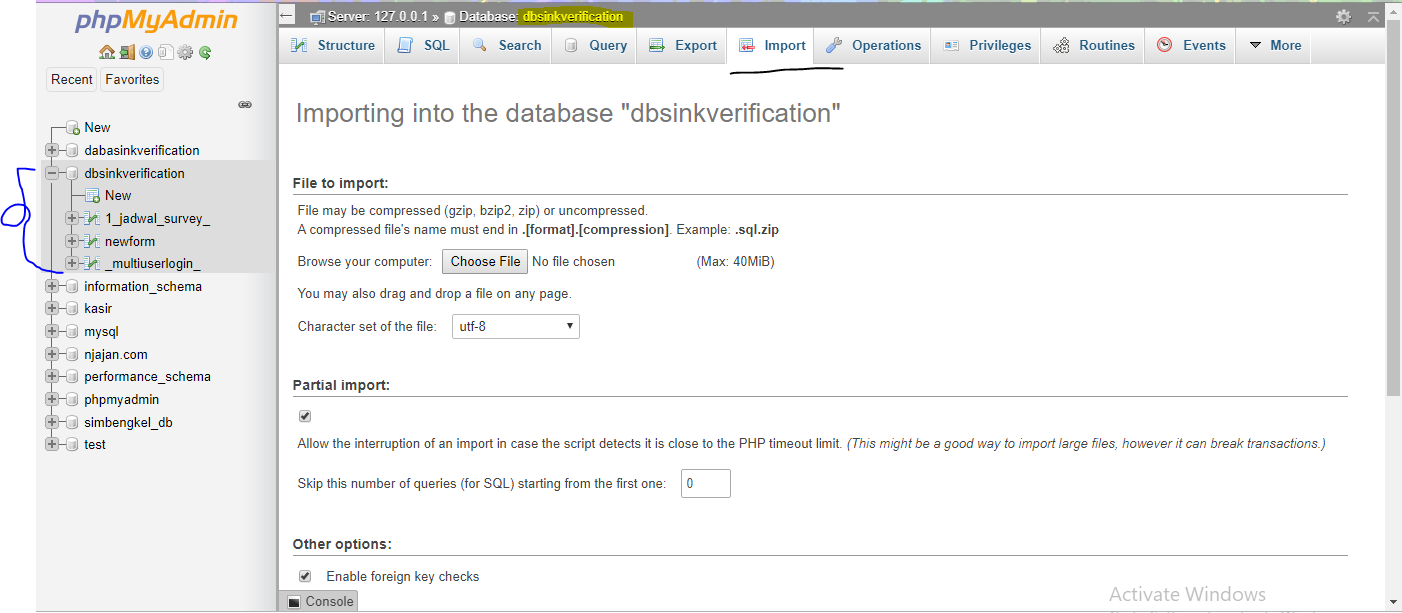 phpMyAdmin
Recent Favorites
New
dabasinkverification
dbsinkverification
New
1_jadwal_survey_
newform
_multiuserlogin_
information_schema
kasir
mysql
njajan.com
performance_schema
phpmyadmin
simbengkel_db
test
Server: 127.0.0.1 » Database: dbsinkverification
Structure SQL Search Query Export Import Operations Privileges Routines Events More
Importing into the database "dbsinkverification"
File to import:
File may be compressed (gzip, bzip2, zip) or uncompressed.
A compressed file's name must end in .[format].[compression]. Example: .sql.zip
Browse your computer: Choose File No file chosen (Max: 40MiB)
You may also drag and drop a file on any page.
Character set of the file: utf-8
Partial import:
Allow the interruption of an import in case the script detects it is close to the PHP timeout limit. (This might be a good way to import large files, however it can break transactions.)
Skip this number of queries (for SQL) starting from the first one: 0
Other options:
Enable foreign key checks
Console
Activate Windows